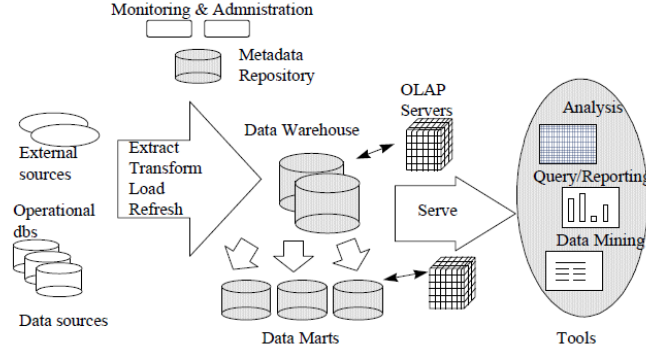 Monitoring & Admnistration
Metadata
Repository
OLAP
Servers
Analysis
Data Warehouse
External
sources
Extract
Transform
Load
Refresh
Query/Reporting
Serve
Operational
dbs
Data Mining
Data sources
Data Marts
Tools